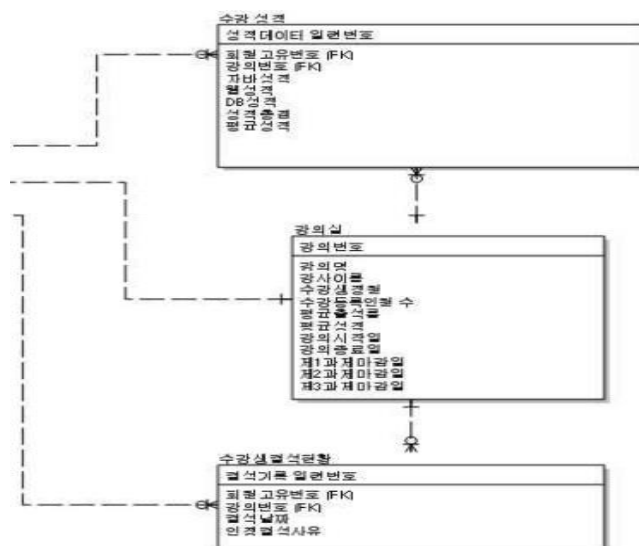 수강 성적
성적데이터 일련번호
회원고유번호 (FK)
강의번호 (FK)
자바성적
웹성적
DB성적
성적총점
평균성적
강의실
강의번호
강의명
강사이름
수강생정원
수강등록인원 수
평균출석률
평균성적
강의시작일
강의종료일
제1과제마감일
제2과제마감일
제3과제마감일
수강생결석현황
결석기록 일련번호
회원고유번호 (FK)
강의번호 (FK)
결석날짜
인정결석사유